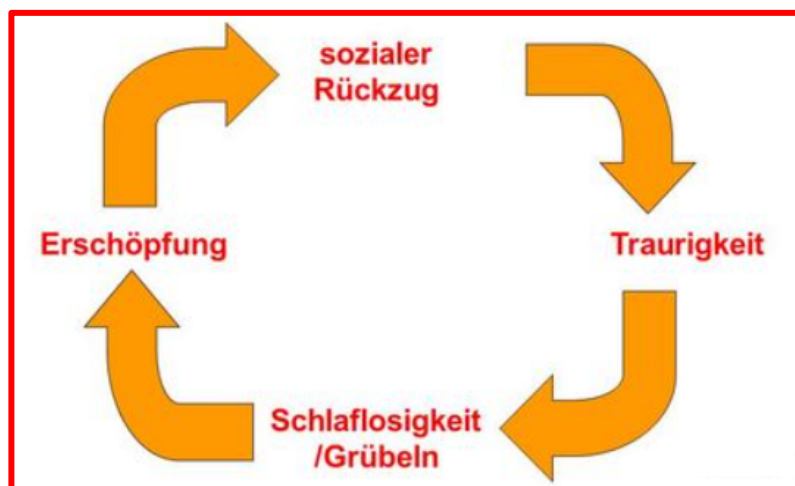 sozialer
Rückzug
Erschöpfung
Traurigkeit
Schlaflosigkeit
/Grübeln